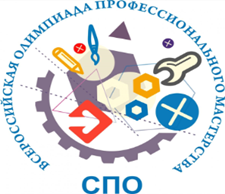 ВСЕРОССИЙСКАЯ ОЛИМПИАДА ПРОФЕССИОНАЛЬНОГО МАСТЕРСТВА
СПО